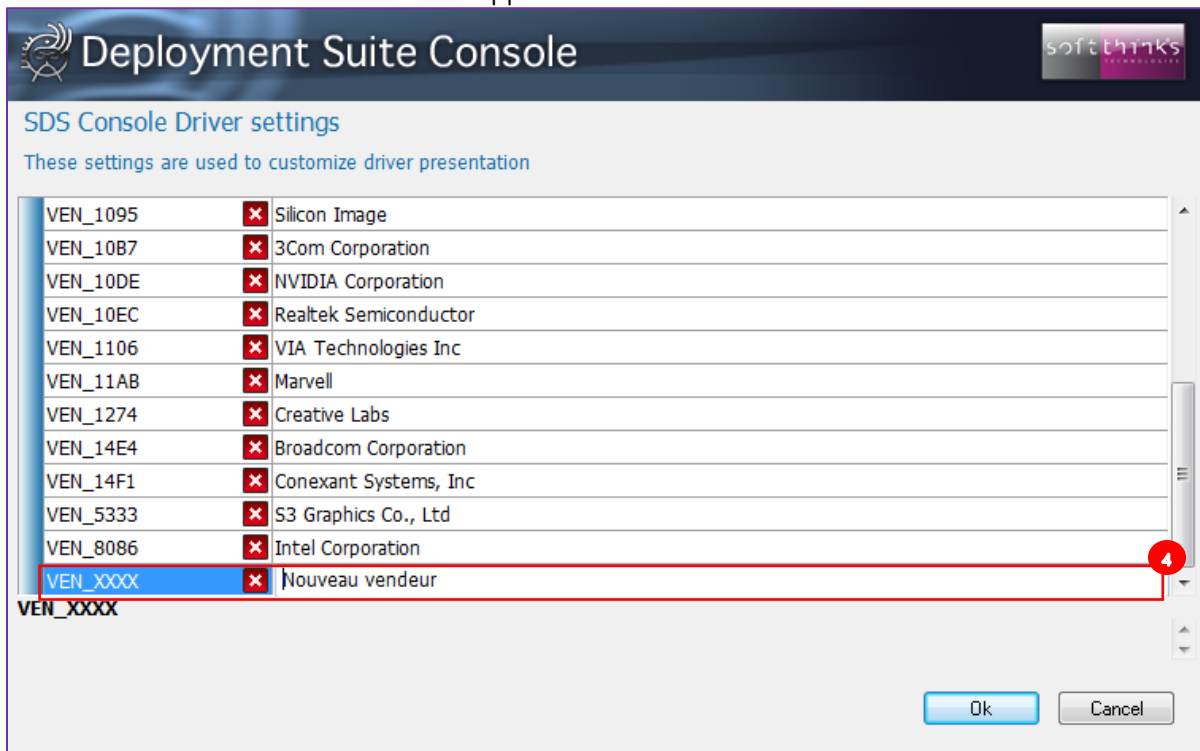 Deployment Suite Console
softthinks
TECHNOLOGIES
SDS Console Driver settings
These settings are used to customize driver presentation
VEN_1095 Silicon Image
VEN_10B7 3Com Corporation
VEN_10DE NVIDIA Corporation
VEN_10EC Realtek Semiconductor
VEN_1106 VIA Technologies Inc
VEN_11AB Marvell
VEN_1274 Creative Labs
VEN_14E4 Broadcom Corporation
VEN_14F1 Conexant Systems, Inc
VEN_5333 S3 Graphics Co., Ltd
VEN_8086 Intel Corporation
4
VEN_XXXX Nouveau vendeur
VEN_XXXX
Ok Cancel